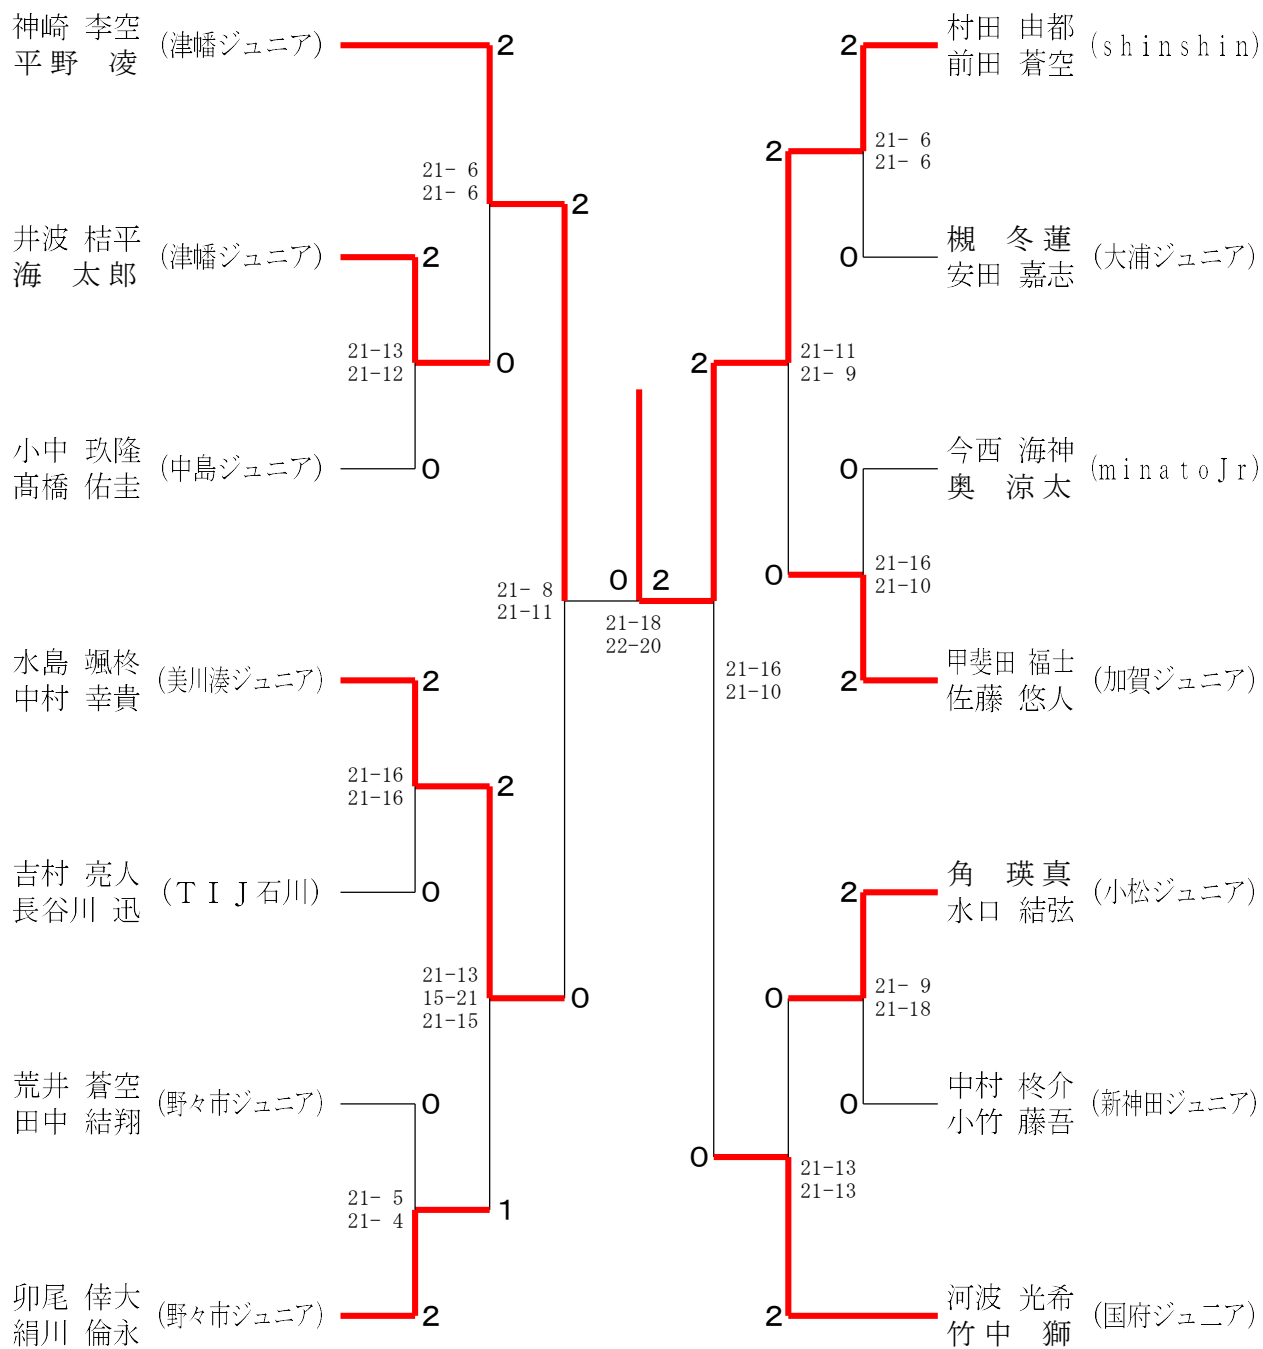 神崎 李空
平野 凌
(津幡ジュニア)
2
21- 6
21- 6
2
井波 桔平
海 太郎
(津幡ジュニア)
2
21-13
21-12
0
小中 玖隆
髙橋 佑圭
(中島ジュニア)
0
21- 8
21-11
水島 颯柊
中村 幸貴
(美川湊ジュニア)
2
21-16
21-16
2
吉村 亮人
長谷川 迅
(ＴＩＪ石川)
0
21-13
15-21
21-15
0
荒井 蒼空
田中 結翔
(野々市ジュニア)
0
21- 5
21- 4
1
卯尾 倖大
絹川 倫永
(野々市ジュニア)
2
0 2
21-18
22-20
村田 由都
前田 蒼空
(shinshin)
2
2
21- 6
21- 6
槻 冬蓮
安田 嘉志
(大浦ジュニア)
0
2
21-11
21- 9
今西 海神
奥 涼太
(minatoJr)
0
0
21-16
21-10
甲斐田 福士
佐藤 悠人
(加賀ジュニア)
2
21-16
21-10
角 瑛真
水口 結弦
(小松ジュニア)
2
0
21- 9
21-18
中村 柊介
小竹 藤吾
(新神田ジュニア)
0
0
21-13
21-13
河波 光希
竹中 獅
(国府ジュニア)
2